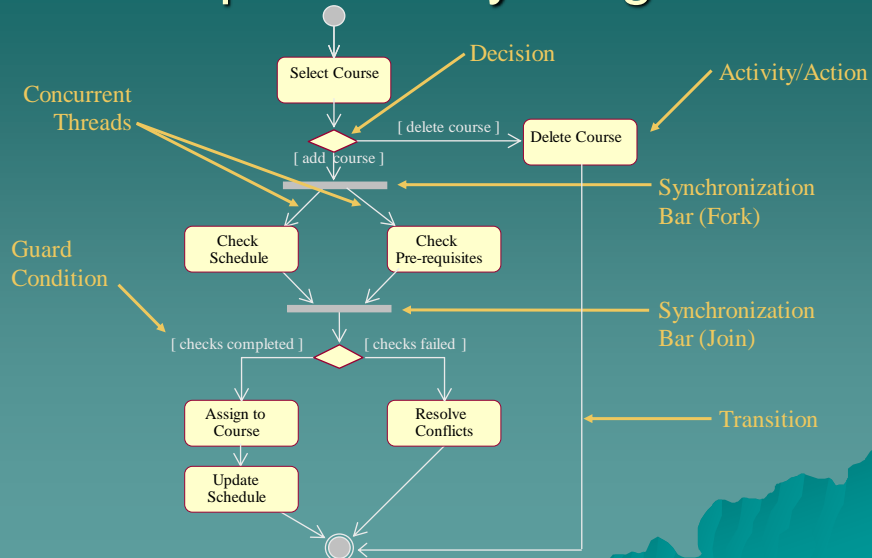 Select Course
Decision
Activity/Action
Concurrent
Threads
[ delete course ]
Delete Course
[ add course ]
Synchronization
Bar (Fork)
Check
Schedule
Check
Pre-requisites
Guard
Condition
Synchronization
Bar (Join)
[ checks completed ]
[ checks failed ]
Assign to
Course
Resolve
Conflicts
Transition
Update
Schedule